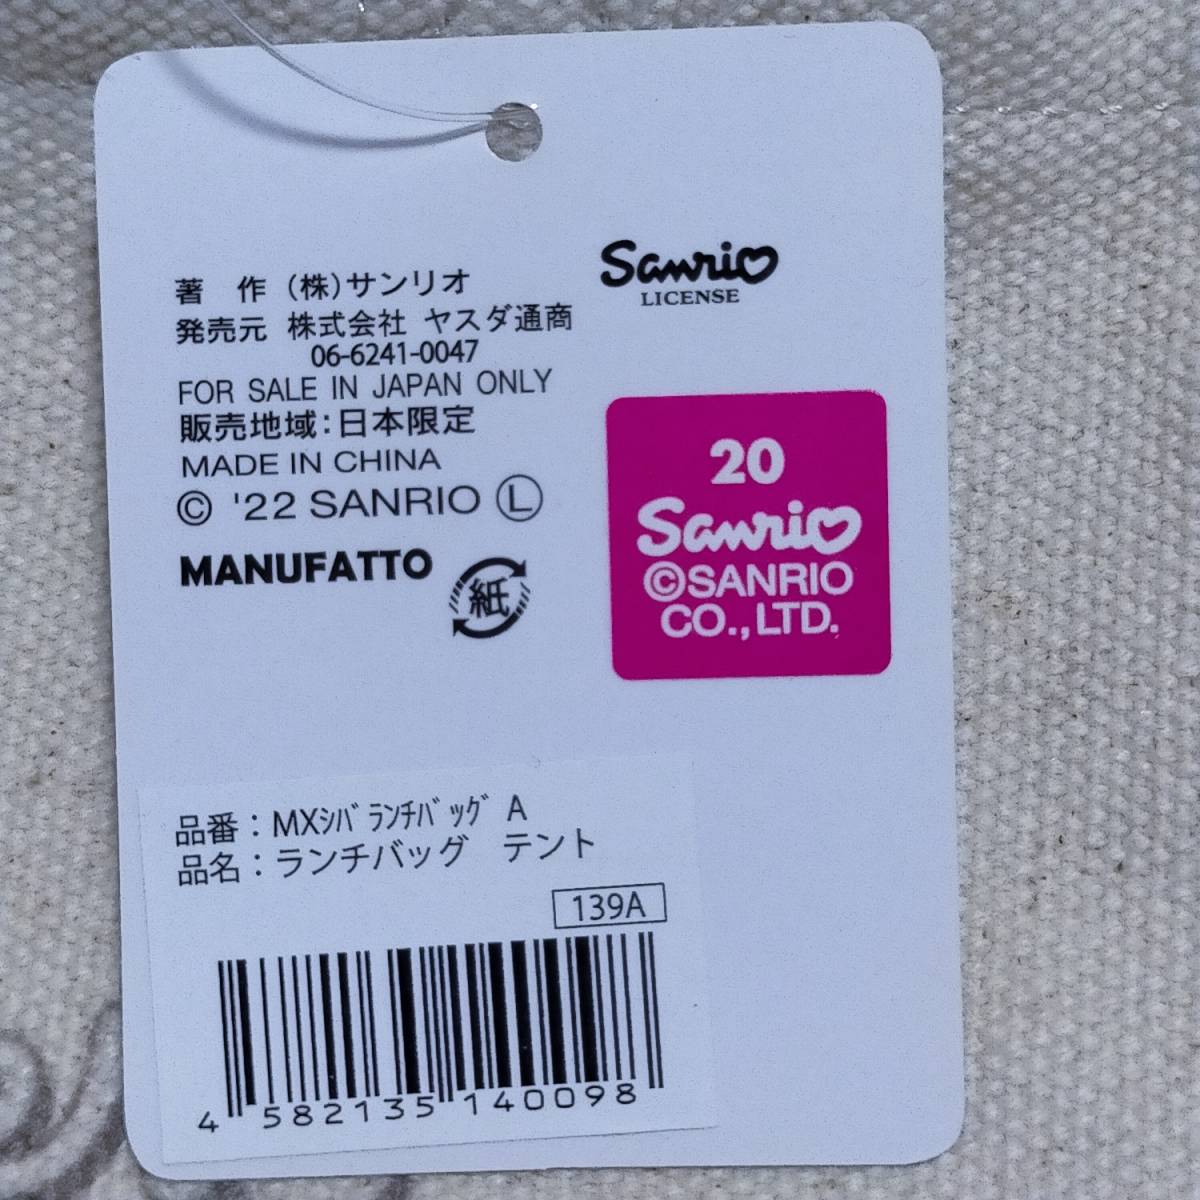 著 作 (株)サンリオ
発売元 株式会社 ヤスダ通商
06-6241-0047
FOR SALE IN JAPAN ONLY
販売地域:日本限定
MADE IN CHINA
© '22 SANRIO Ⓛ
MANUFATTO
紙
Sanrio
LICENSE
20
Sanrio
©SANRIO
CO.,LTD.
品番:MXｼﾊﾞﾗﾝﾁﾊﾞｯｸﾞ A
品名:ランチバッグ テント
139A
4 582135 140098